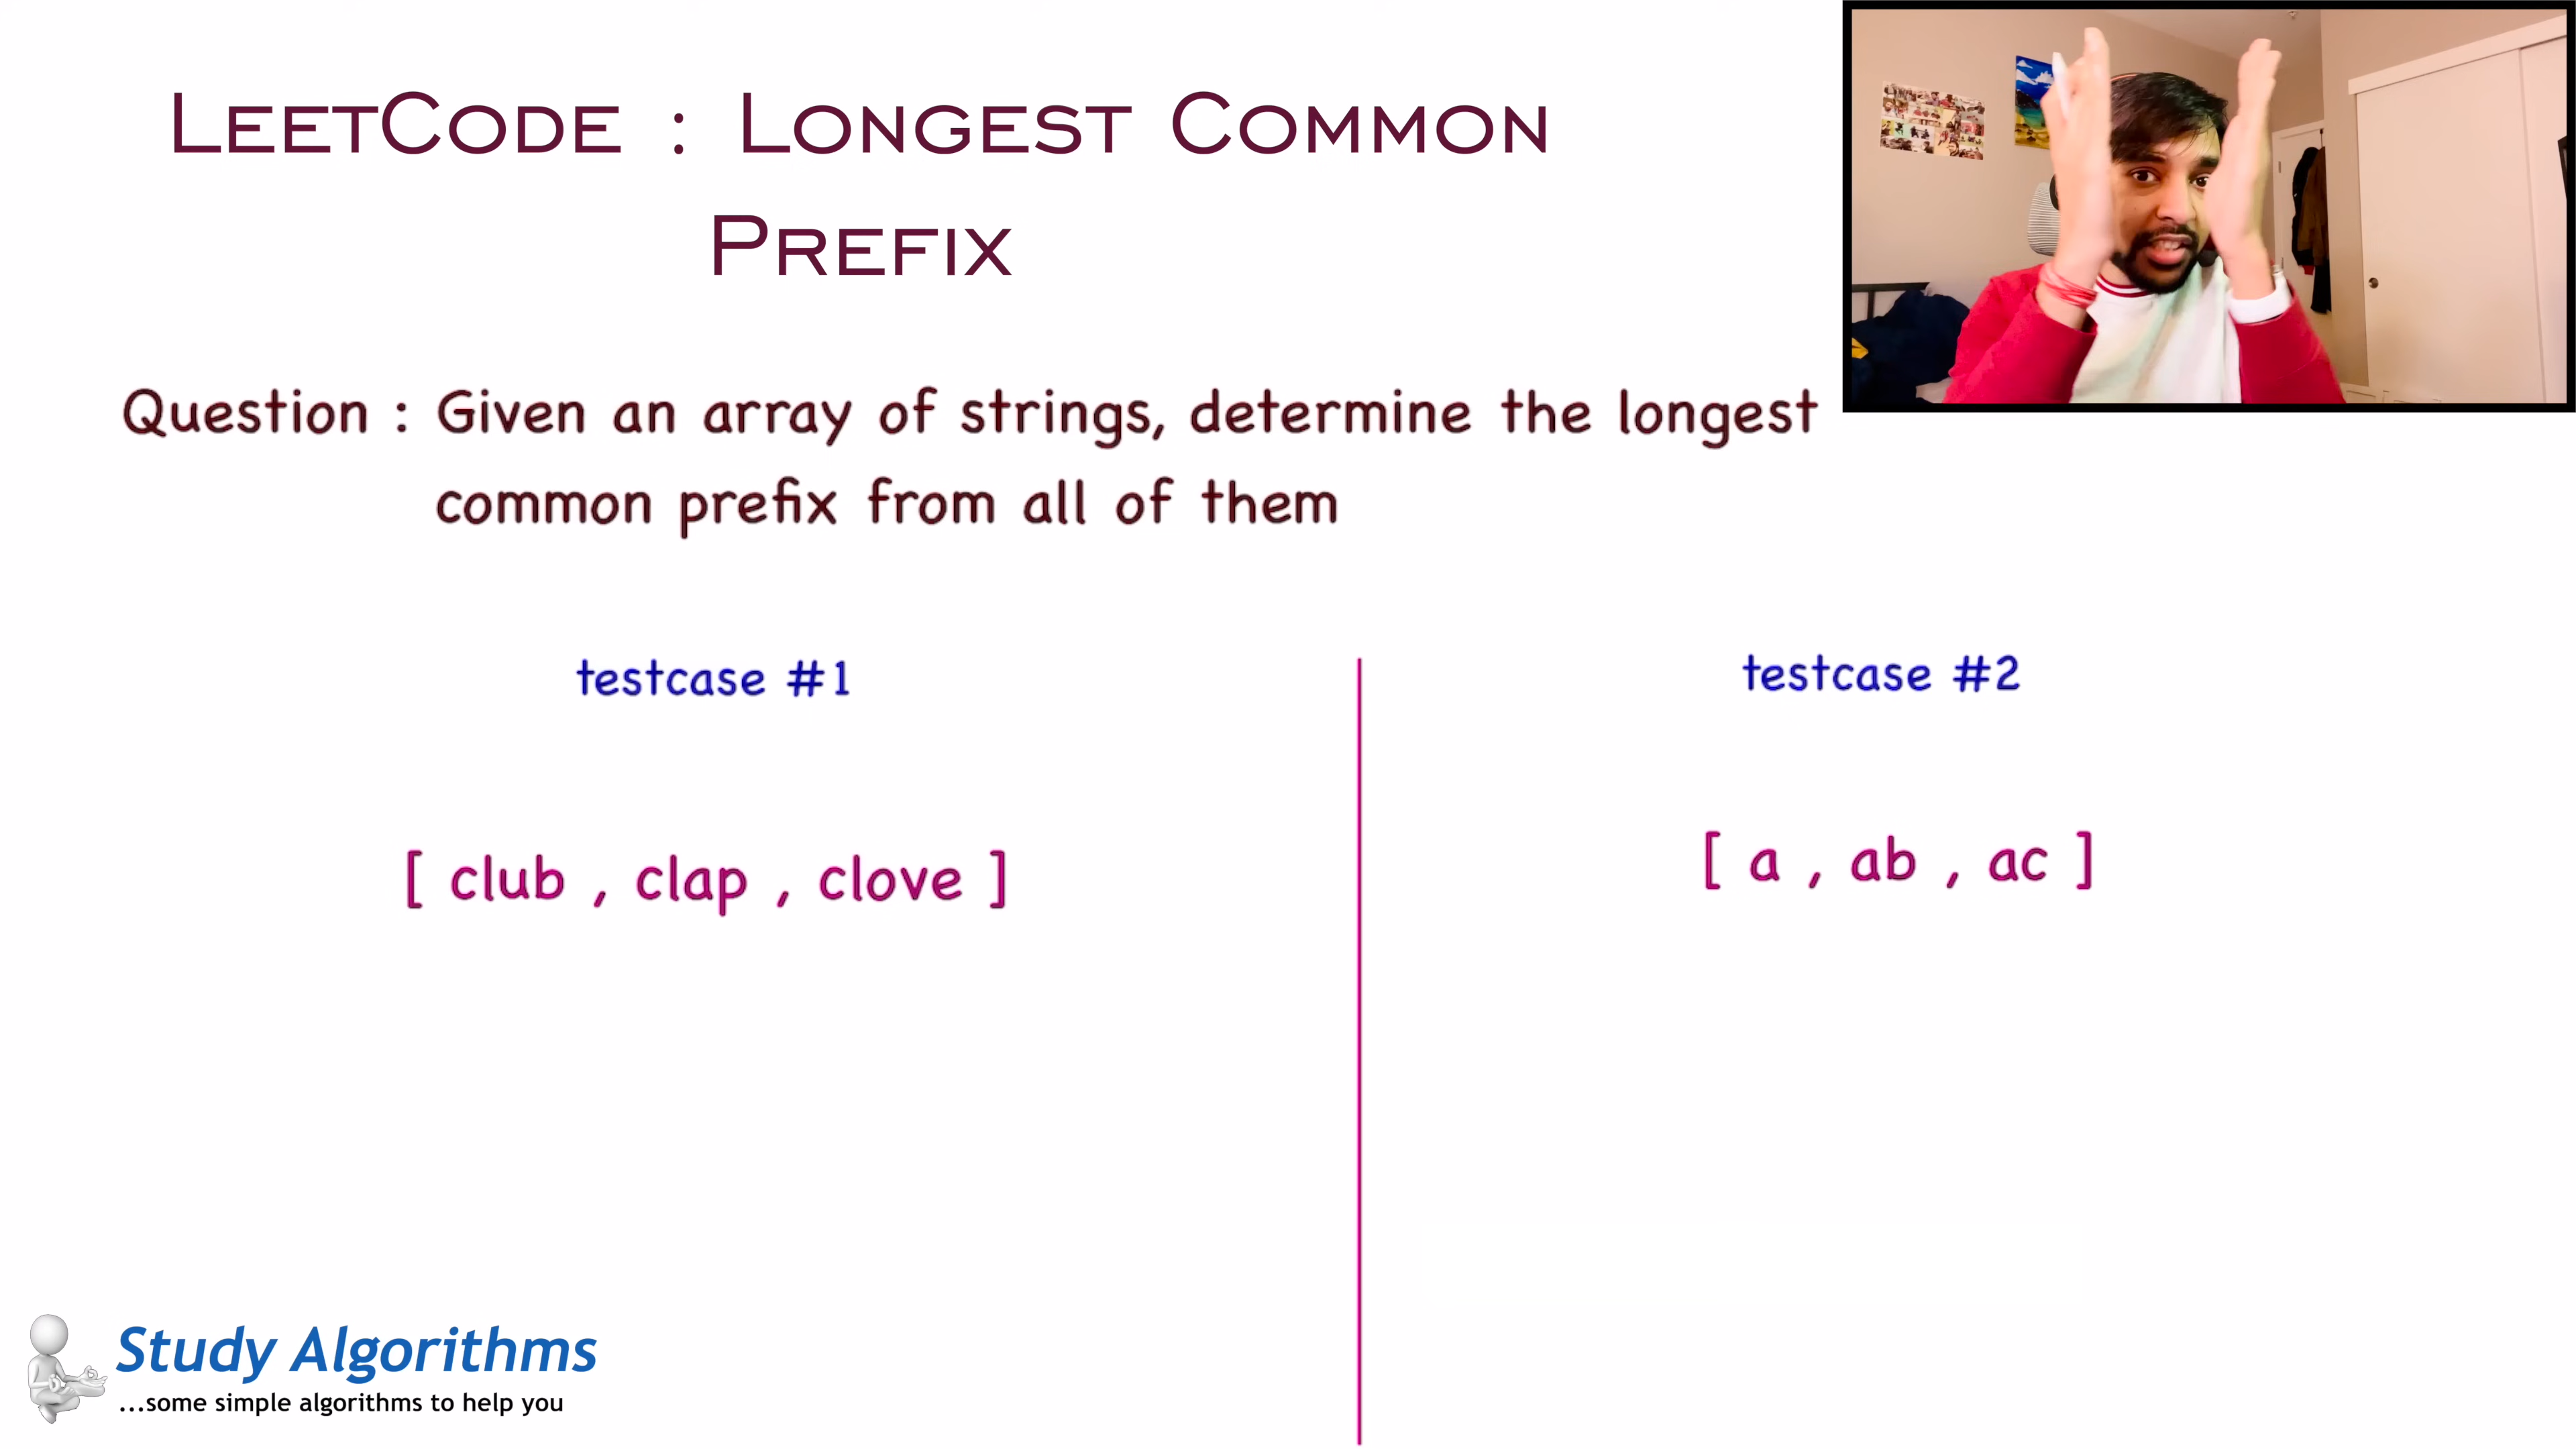 LEETCODE : LONGEST COMMON
PREFIX
Question : Given an array of strings, determine the longest
common prefix from all of them
testcase #1
testcase #2
[ club , clap , clove ]
[ a , ab , ac ]
Study Algorithms
...some simple algorithms to help you